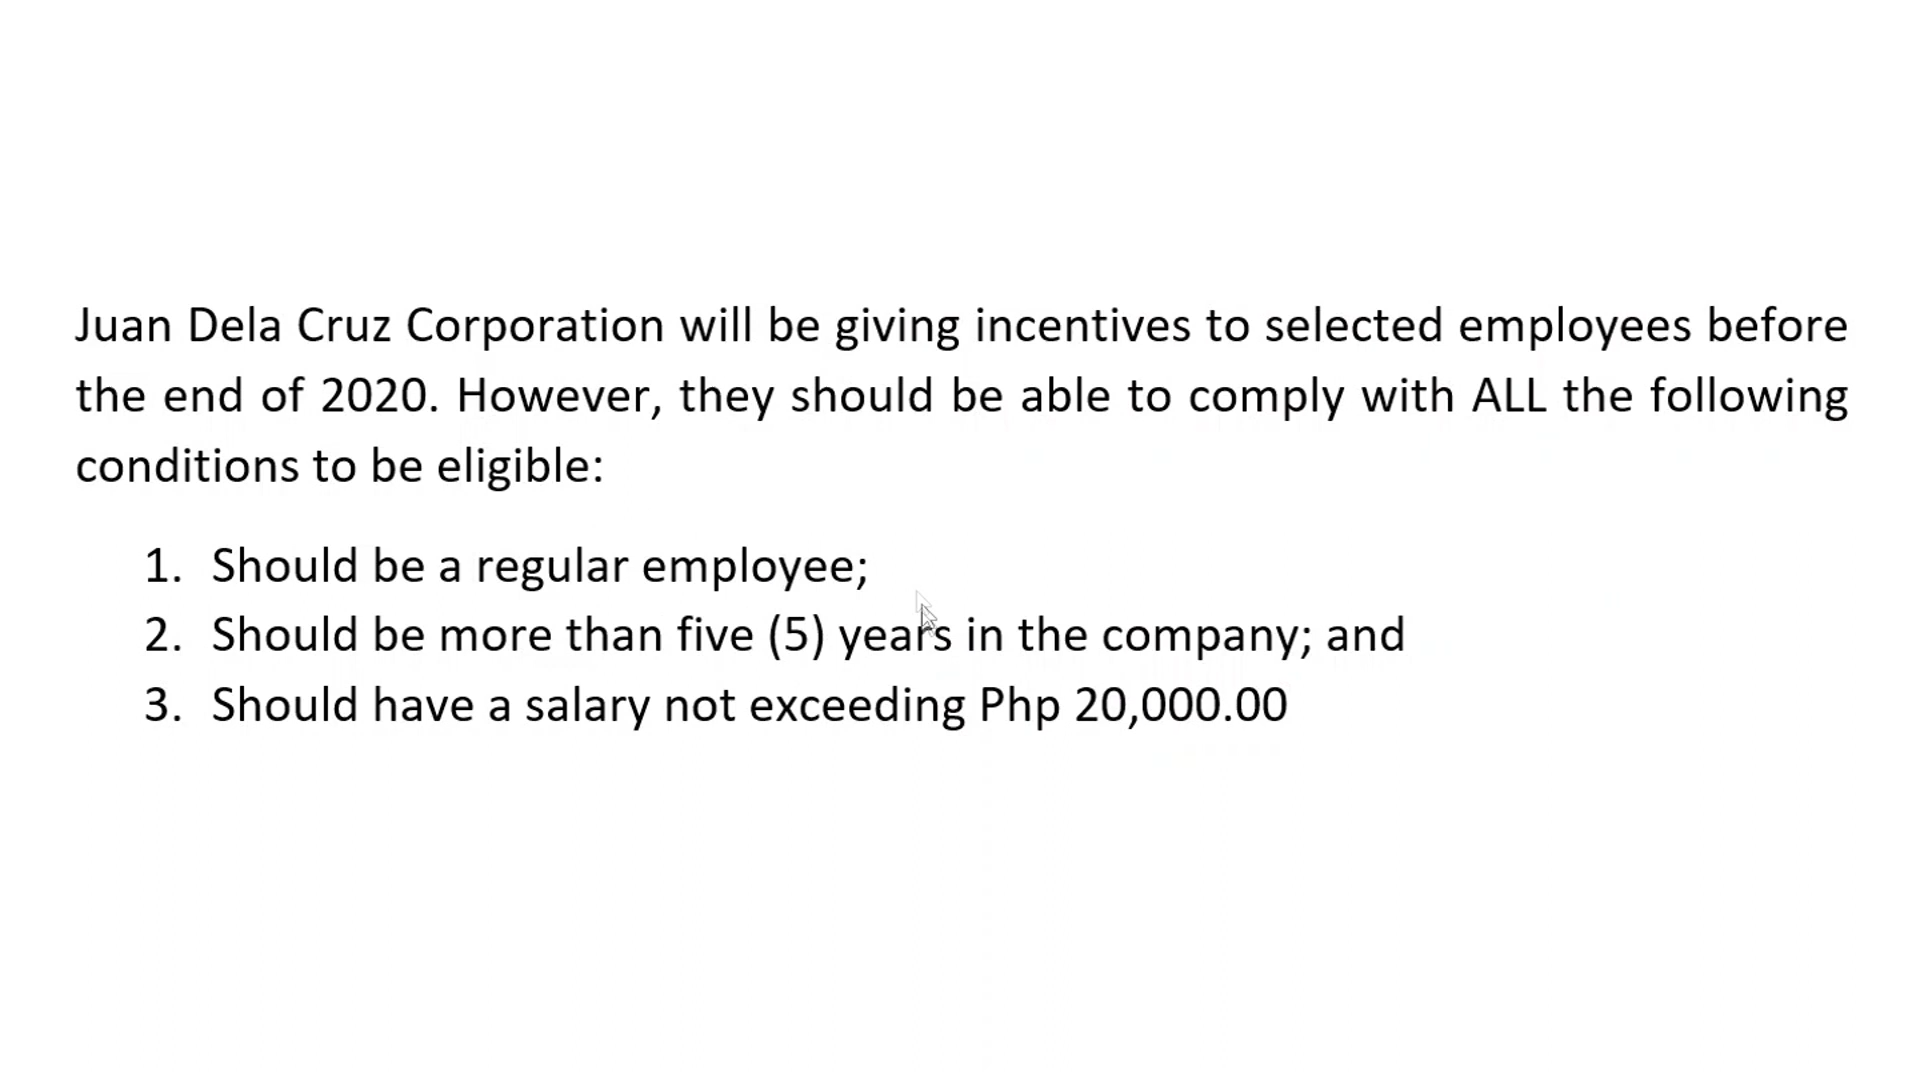 Juan Dela Cruz Corporation will be giving incentives to selected employees before
the end of 2020. However, they should be able to comply with ALL the following
conditions to be eligible:
1. Should be a regular employee;
2. Should be more than five (5) years in the company; and
3. Should have a salary not exceeding Php 20,000.00